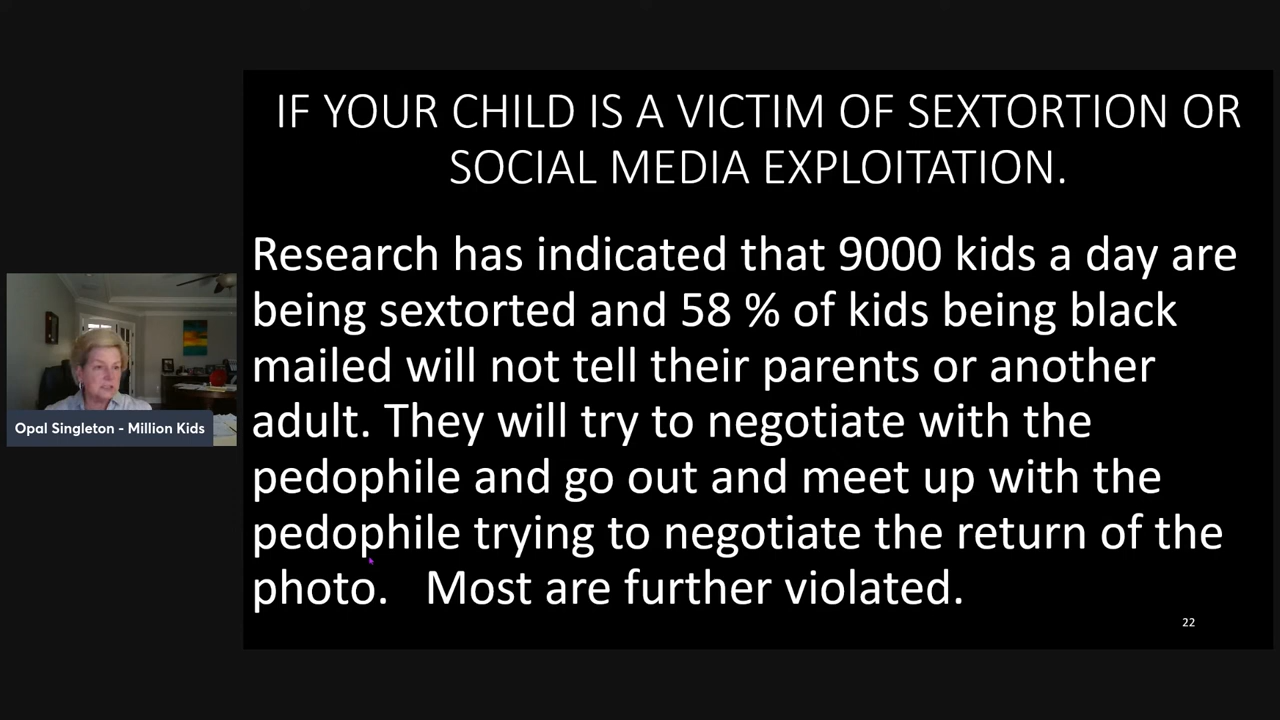 IF YOUR CHILD IS A VICTIM OF SEXTORTION OR
SOCIAL MEDIA EXPLOITATION.
Research has indicated that 9000 kids a day are
being sextorted and 58 % of kids being black
mailed will not tell their parents or another
adult. They will try to negotiate with the
pedophile and go out and meet up with the
pedophile trying to negotiate the return of the
photo. Most are further violated.
22
Opal Singleton - Million Kids